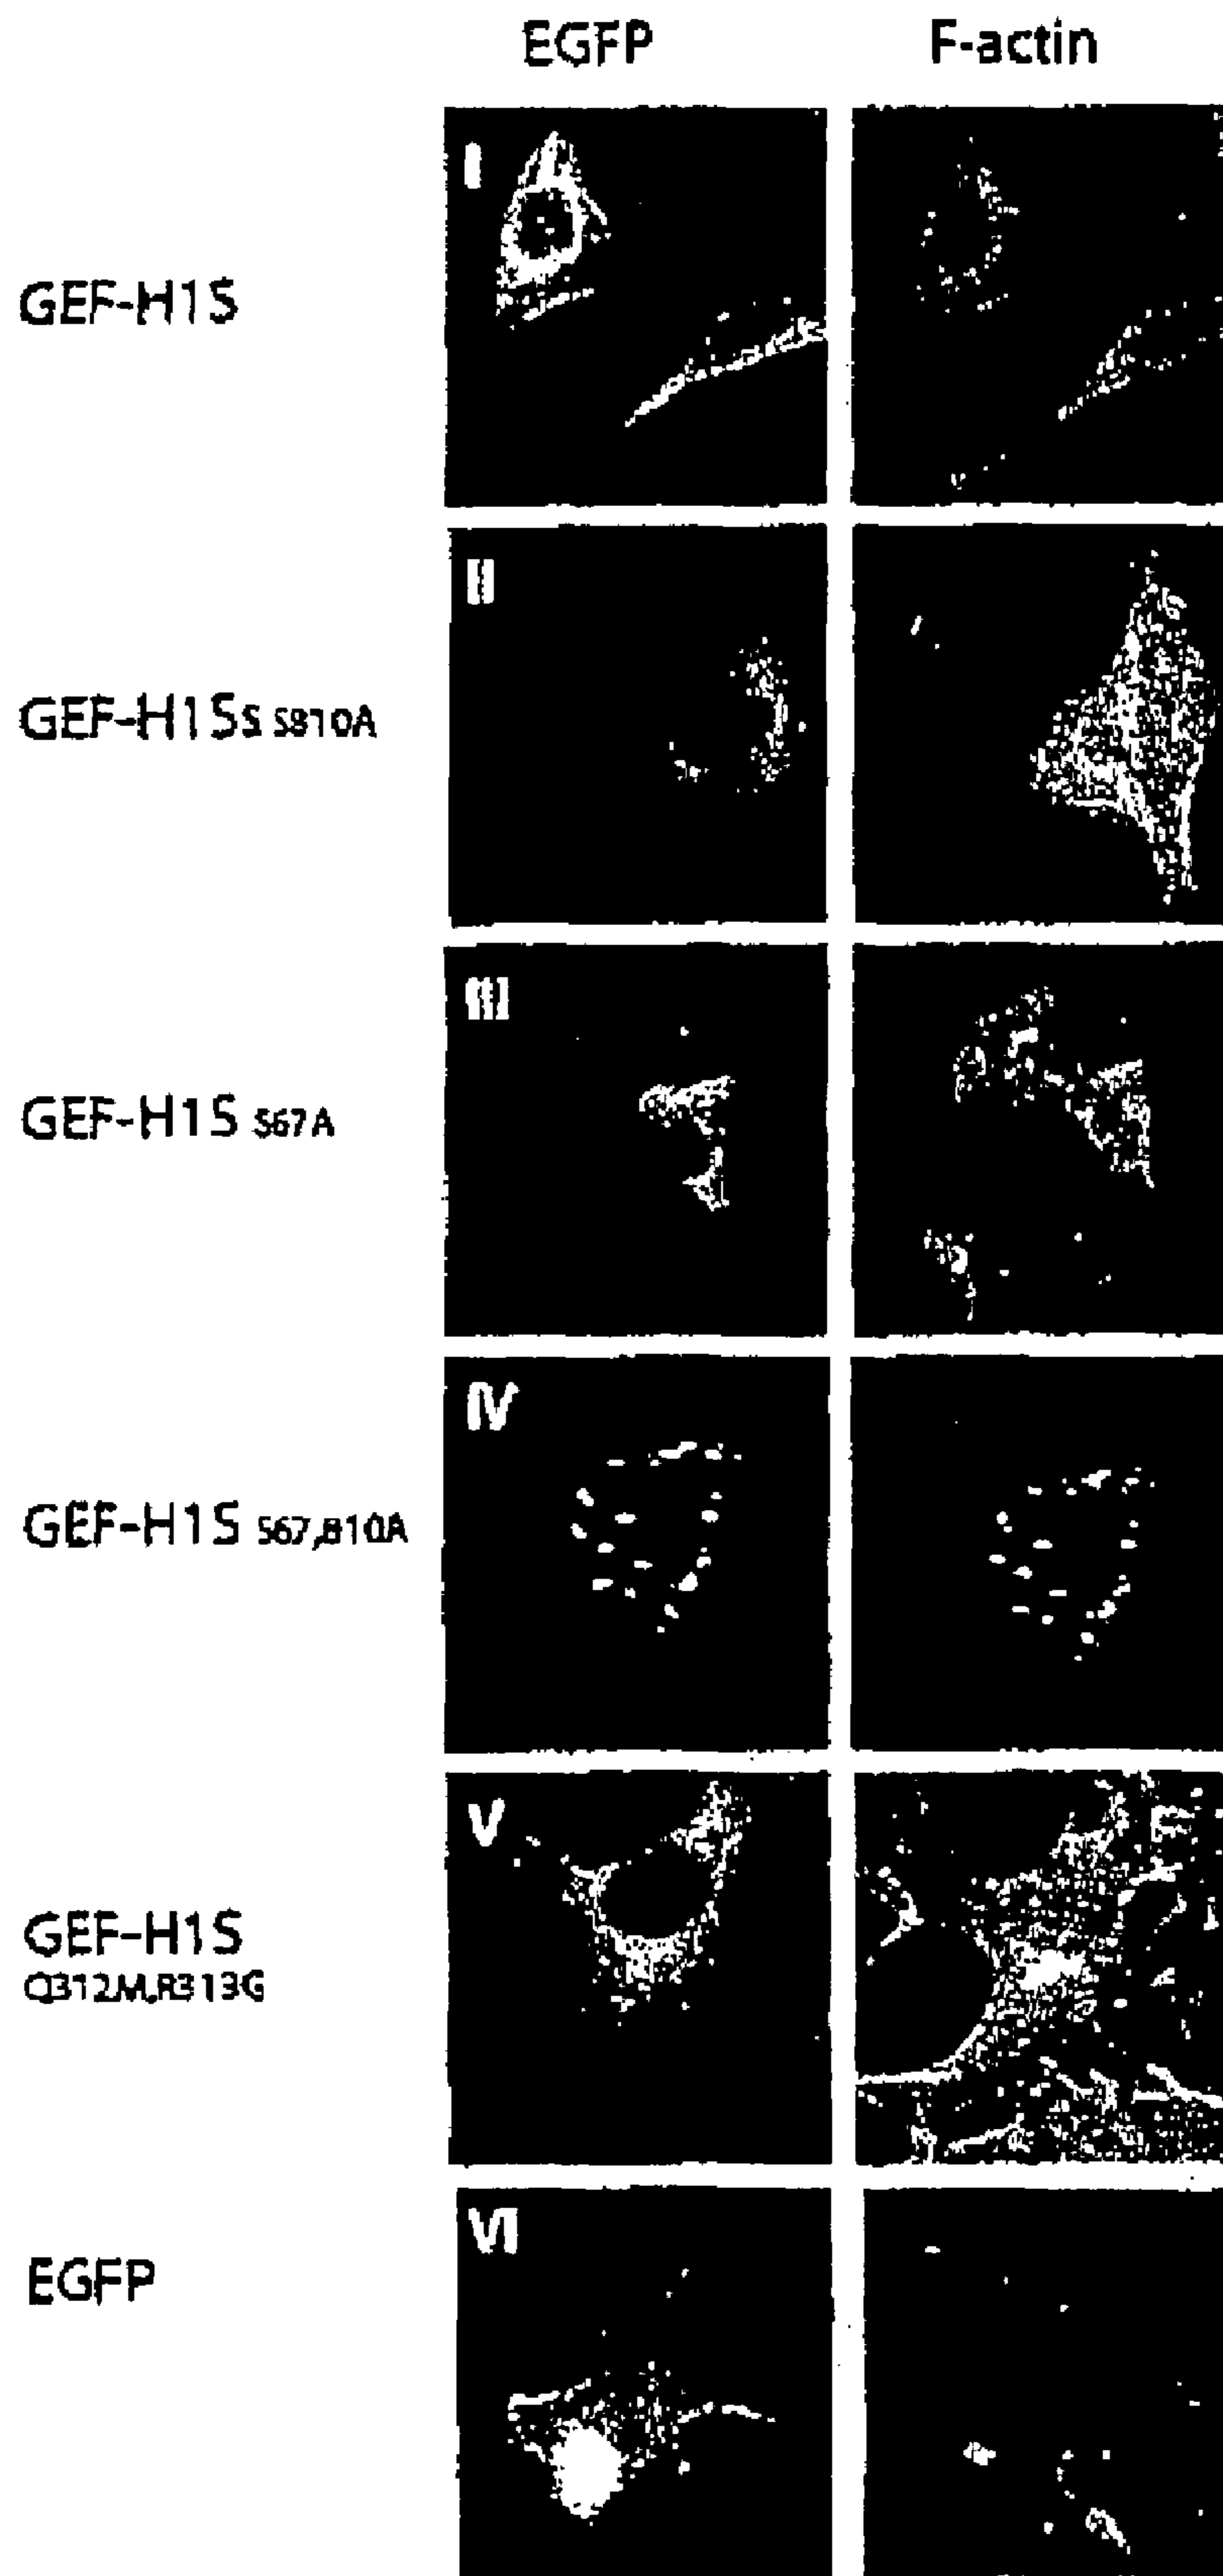 EGFP F-actin
I
GEF-H1S
II
GEF-H1Ss S810A
III
GEF-H1S S67A
IV
GEF-H1S S67,810A
V
GEF-H1S
Q312M,R313G
VI
EGFP